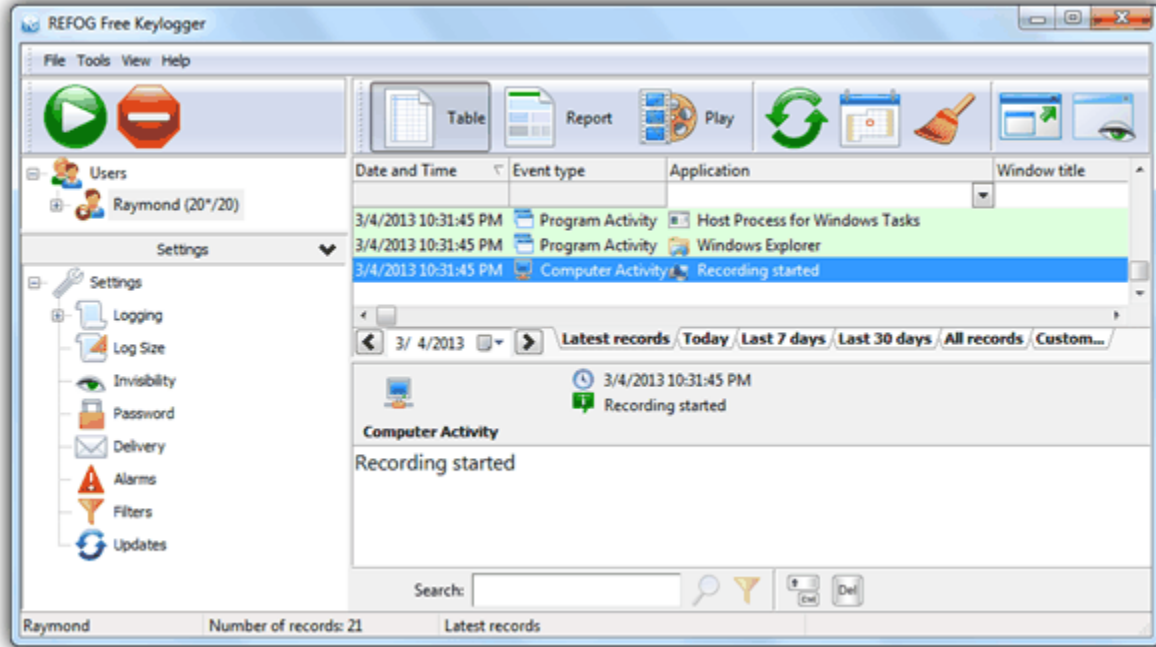 REFOG Free Keylogger
File Tools View Help
Table Report Play
Users
Raymond (20*/20)
Settings
Settings
Logging
Log Size
Invisibility
Password
Delivery
Alarms
Filters
Updates
Date and Time Event type Application Window title
3/4/2013 10:31:45 PM Program Activity Host Process for Windows Tasks
3/4/2013 10:31:45 PM Program Activity Windows Explorer
3/4/2013 10:31:45 PM Computer Activity Recording started
3/ 4/2013 Latest records Today Last 7 days Last 30 days All records Custom...
3/4/2013 10:31:45 PM
Recording started
Computer Activity
Recording started
Search: Ctrl Del
Raymond Number of records: 21 Latest records